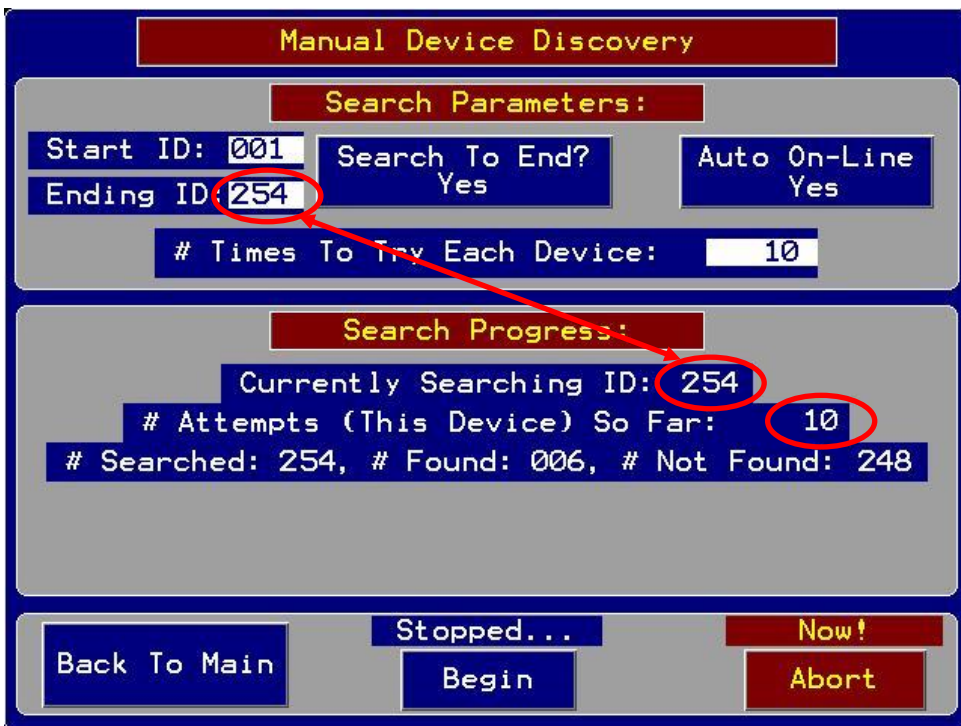 Manual Device Discovery
Search Parameters:
Start ID: 001
Search To End?
Yes
Auto On-Line
Yes
Ending ID: 254
# Times To Try Each Device: 10
Search Progress:
Currently Searching ID: 254
# Attempts (This Device) So Far: 10
# Searched: 254, # Found: 006, # Not Found: 248
Back To Main
Stopped...
Begin
Now!
Abort